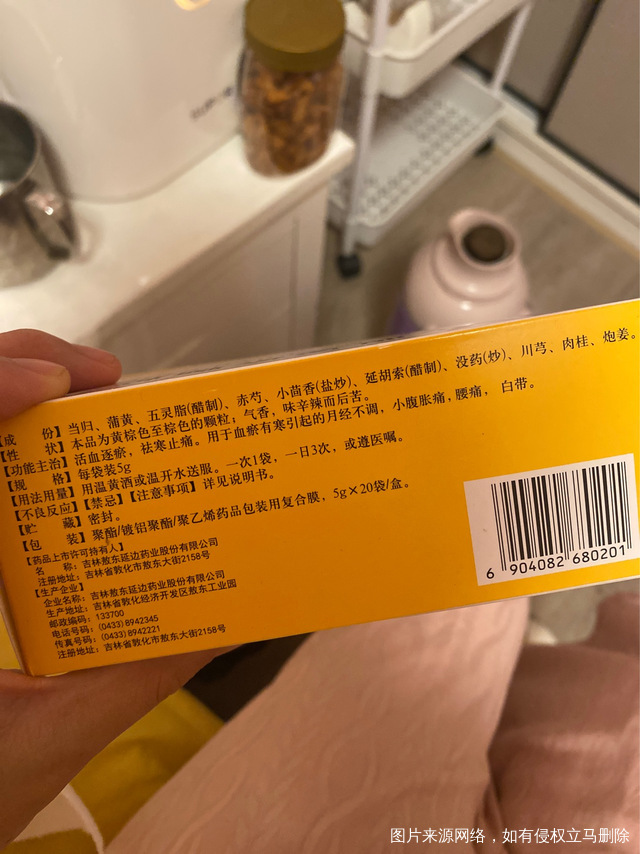 【成　　份】当归、蒲黄、五灵脂(醋制)、赤芍、小茴香(盐炒)、延胡索(醋制)、没药(炒)、川芎、肉桂、炮姜。
【性　　状】本品为黄棕色至棕色的颗粒；气香，味辛辣而后苦。
【功能主治】活血逐瘀，祛寒止痛。用于血瘀有寒引起的月经不调，小腹胀痛，腰痛，白带。
【规　　格】每袋装5g
【用法用量】用温黄酒或温开水送服。一次1袋，一日3次，或遵医嘱。
【不良反应】【禁忌】【注意事项】详见说明书。
【贮　　藏】密封。
【包　　装】聚酯/镀铝聚酯/聚乙烯药品包装用复合膜，5g×20袋/盒。
【药品上市许可持有人】
名　　称：吉林敖东延边药业股份有限公司
注册地址：吉林省敦化市敖东大街2158号
【生产企业】
企业名称：吉林敖东延边药业股份有限公司
生产地址：吉林省敦化经济开发区敖东工业园
邮政编码：133700
电话号码：(0433)8942345
传真号码：(0433)8942221
注册地址：吉林省敦化市敖东大街2158号
6 904082 680201
图片来源网络，如有侵权立马删除